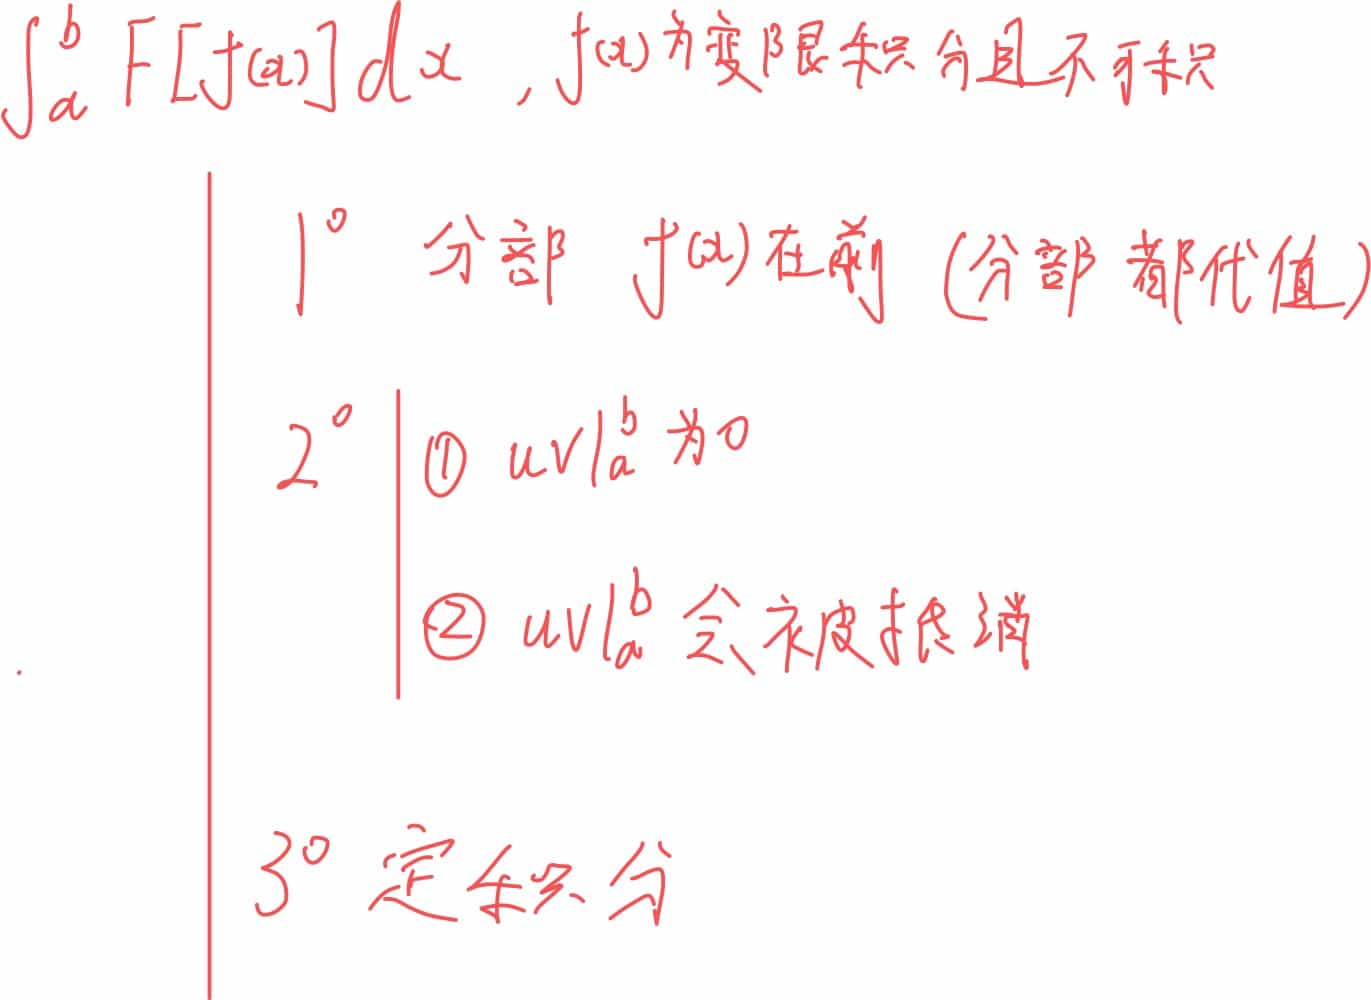 ∫_a^b F[f(x)]dx , f(x)为变限积分且不可积
1° 分部 f(x)在前 (分部都代值)
2° ① uv|_a^b 为0
② uv|_a^b 会被抵消
3° 定积分